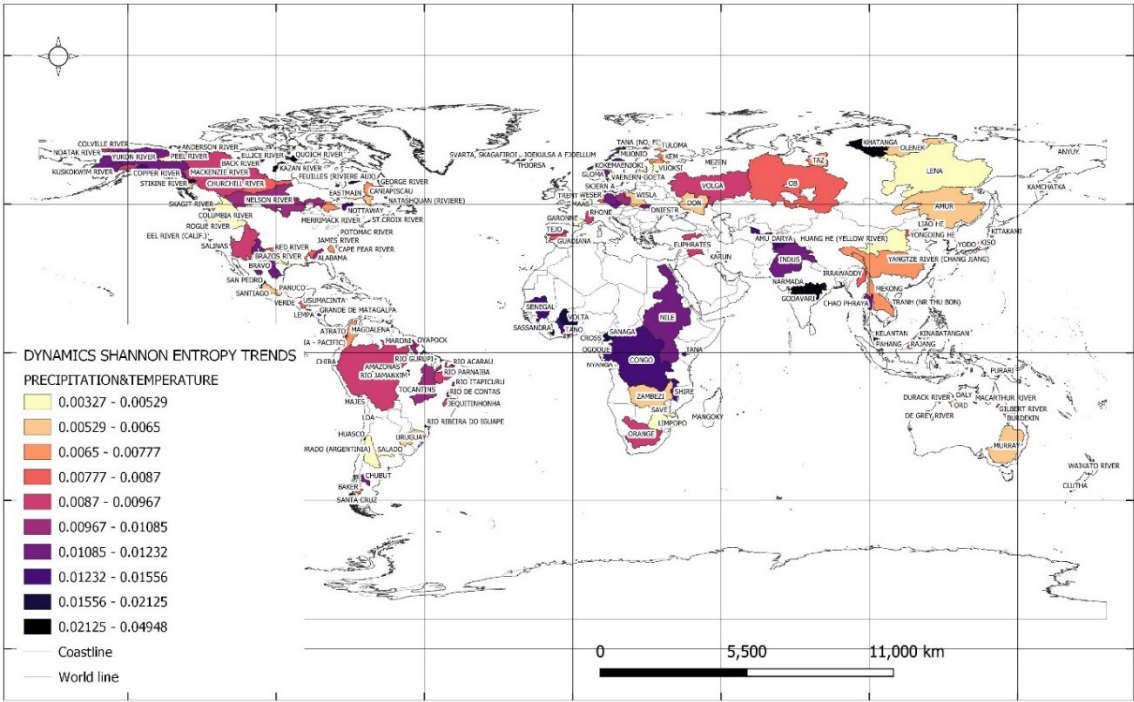 COLVILLE RIVER
ANDERSON RIVER
NOATAK RIVER
YUKON RIVER
PEEL RIVER
ELLICE RIVER
QUOICH RIVER
BACK RIVER
KUSKOKWIM RIVER
COPPER RIVER
MACKENZIE RIVER
KAZAN RIVER
STIKINE RIVER
CHURCHILL RIVER
FEUILLES (RIVIERE AUX)
GEORGE RIVER
EASTMAIN
CANIAPISCAU
NATASHQUAN (RIVIERE)
SKAGIT RIVER
NELSON RIVER
NOTTAWAY
COLUMBIA RIVER
MERRIMACK RIVER
ST.CROIX RIVER
ROGUE RIVER
POTOMAC RIVER
EEL RIVER (CALIF.)
SALINAS
RED RIVER
JAMES RIVER
CAPE FEAR RIVER
BRAZOS RIVER
ALABAMA
BRAVO
SAN PEDRO
PANUCO
SANTIAGO
VERDE
USUMACINTA
GRANDE DE MATAGALPA
LEMPA
ATRATO
MAGDALENA
IA - PACIFIC)
MARONI
OYAPOCK
CHIRA
AMAZONAS
RIO GURUPI
RIO ACARAU
RIO JAMANXIM
RIO PARNAIBA
TOCANTINS
RIO ITAPICURU
RIO DE CONTAS
MAJES
JEQUITINHONHA
LOA
RIO RIBEIRA DO IGUAPE
HUASCO
URUGUAY
RADO (ARGENTINIA)
SALADO
CHUBUT
BAKER
SANTA CRUZ
SVARTA, SKAGAFIROI
THJORSA
TANA (NO, FI)
TULOMA
MUONIO
KEM
KOKEMAENJOKI
VUOKSI
MEZEN
GLOMA
VAENERN-GOETA
SKJERN A
TRENT
WESER
WISLA
MAAS
VOLGA
DON
DNIESTR
GARONNE
RHONE
TEJO
GUADIANA
EUPHRATES
KARUN
OB
TAZ
KHATANGA
OLENEK
LENA
ANYUY
KAMCHATKA
AMUR
LIAO HE
AMU DARYA
HUANG HE (YELLOW RIVER)
YONGDING HE
KITAKAMI
YODO
KISO
INDUS
YANGTZE RIVER (CHANG JIANG)
NARMADA
IRRAWADDY
GODAVARI
MEKONG
CHAO PHRAYA
TRANH (NR THU BON)
KELANTAN
KINABATANGAN
PAHANG
RAJANG
SENEGAL
VOLTA
NILE
SASSANDRA
TANO
CROSS
SANAGA
OGOOUE
CONGO
TANA
NYANGA
ZAMBEZI
SHIRE
SAVE
MANGOKY
LIMPOPO
ORANGE
PURARI
DURACK RIVER
DALY
MACARTHUR RIVER
ORD
DE GREY RIVER
GILBERT RIVER
BURDEKIN
MURRAY
WAIKATO RIVER
CLUTHA
DYNAMICS SHANNON ENTROPY TRENDS
PRECIPITATION&TEMPERATURE
0.00327 - 0.00529
0.00529 - 0.0065
0.0065 - 0.00777
0.00777 - 0.0087
0.0087 - 0.00967
0.00967 - 0.01085
0.01085 - 0.01232
0.01232 - 0.01556
0.01556 - 0.02125
0.02125 - 0.04948
Coastline
World line
0 5,500 11,000 km